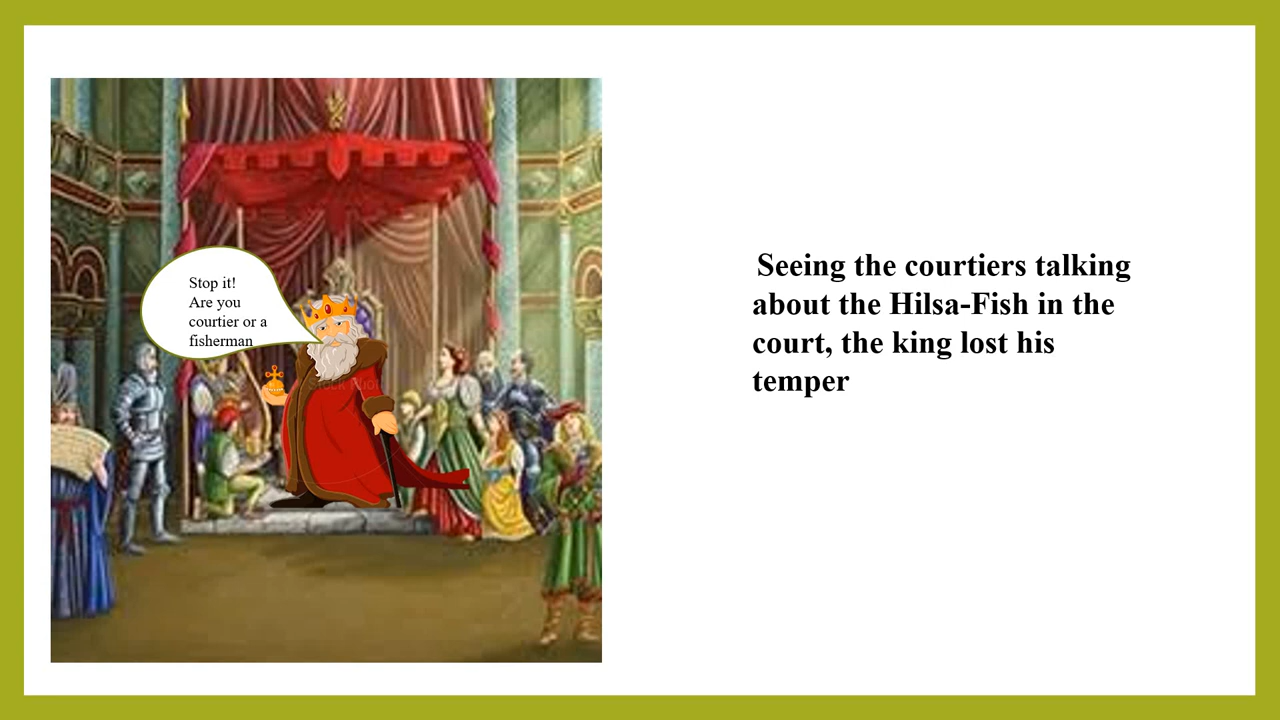 Stop it!
Are you
courtier or a
fisherman
Seeing the courtiers talking
about the Hilsa-Fish in the
court, the king lost his
temper